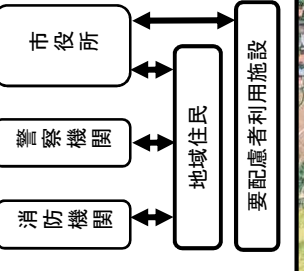 市役所
警察機関
消防機関
地域住民
要配慮者利用施設